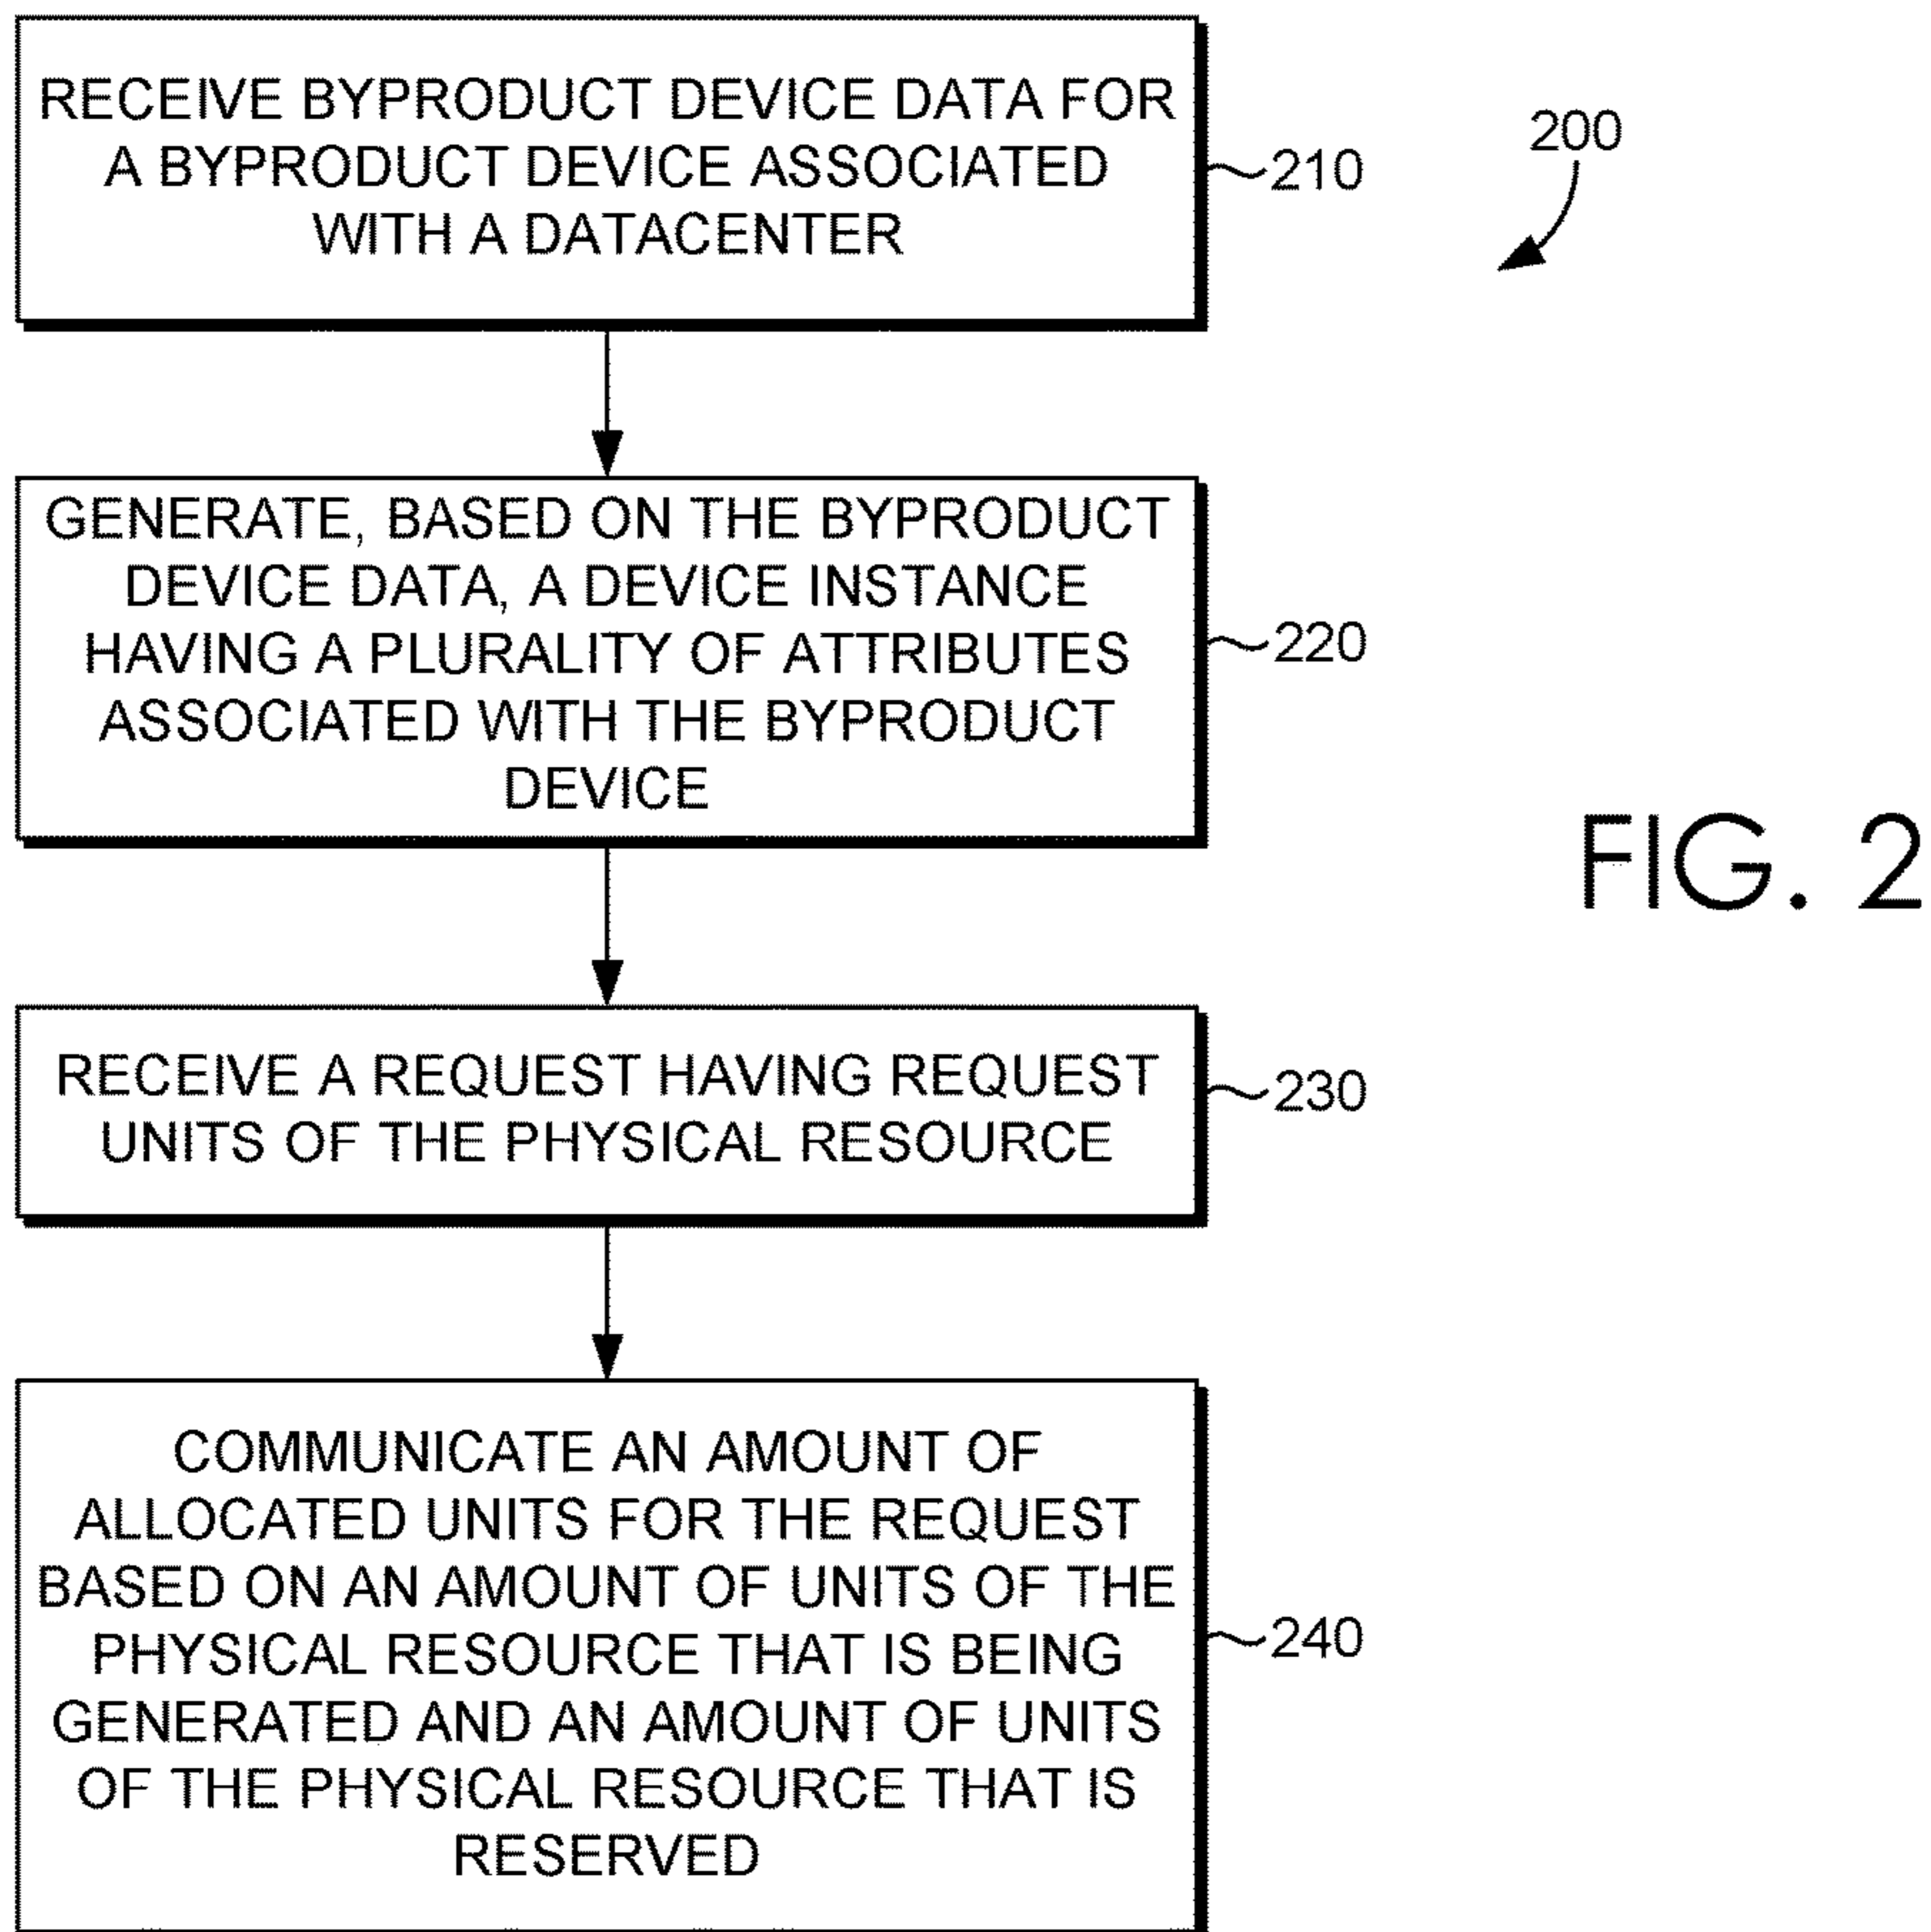 RECEIVE BYPRODUCT DEVICE DATA FOR
A BYPRODUCT DEVICE ASSOCIATED
WITH A DATACENTER
210
200
GENERATE, BASED ON THE BYPRODUCT
DEVICE DATA, A DEVICE INSTANCE
HAVING A PLURALITY OF ATTRIBUTES
ASSOCIATED WITH THE BYPRODUCT
DEVICE
220
FIG. 2
RECEIVE A REQUEST HAVING REQUEST
UNITS OF THE PHYSICAL RESOURCE
230
COMMUNICATE AN AMOUNT OF
ALLOCATED UNITS FOR THE REQUEST
BASED ON AN AMOUNT OF UNITS OF THE
PHYSICAL RESOURCE THAT IS BEING
GENERATED AND AN AMOUNT OF UNITS
OF THE PHYSICAL RESOURCE THAT IS
RESERVED
240